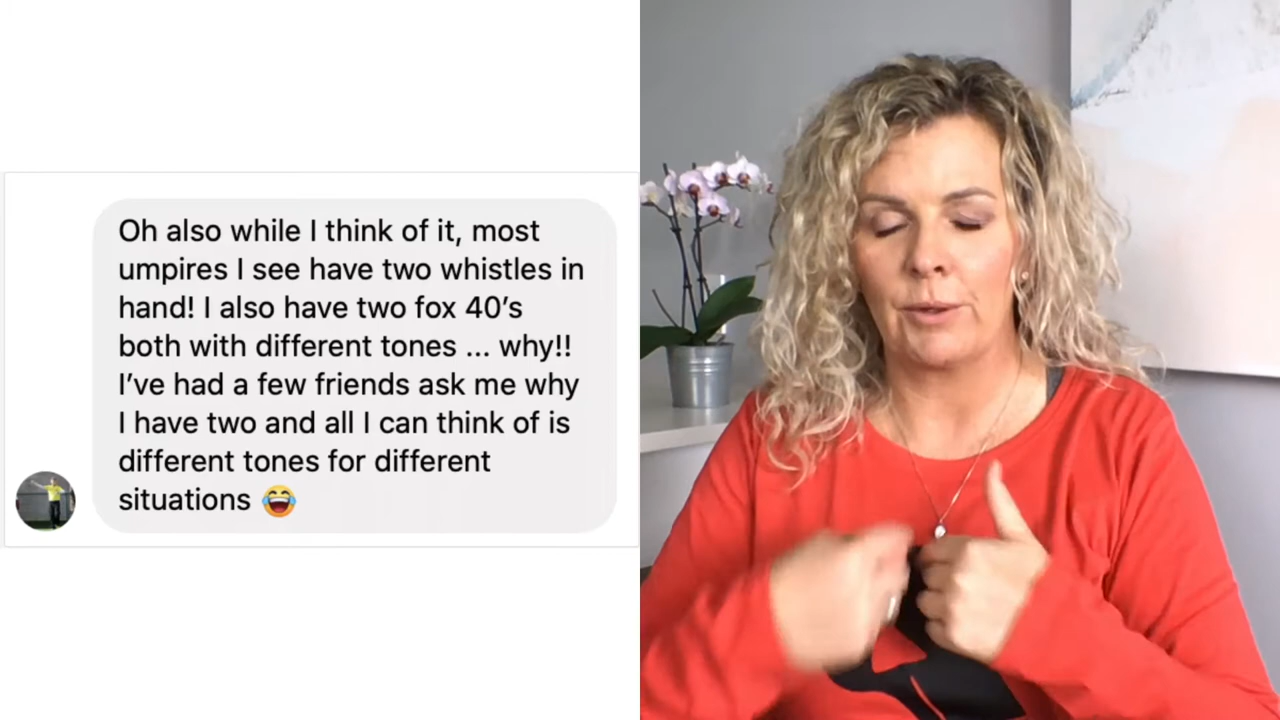 Oh also while I think of it, most
umpires I see have two whistles in
hand! I also have two fox 40’s
both with different tones ... why!!
I’ve had a few friends ask me why
I have two and all I can think of is
different tones for different
situations 😂